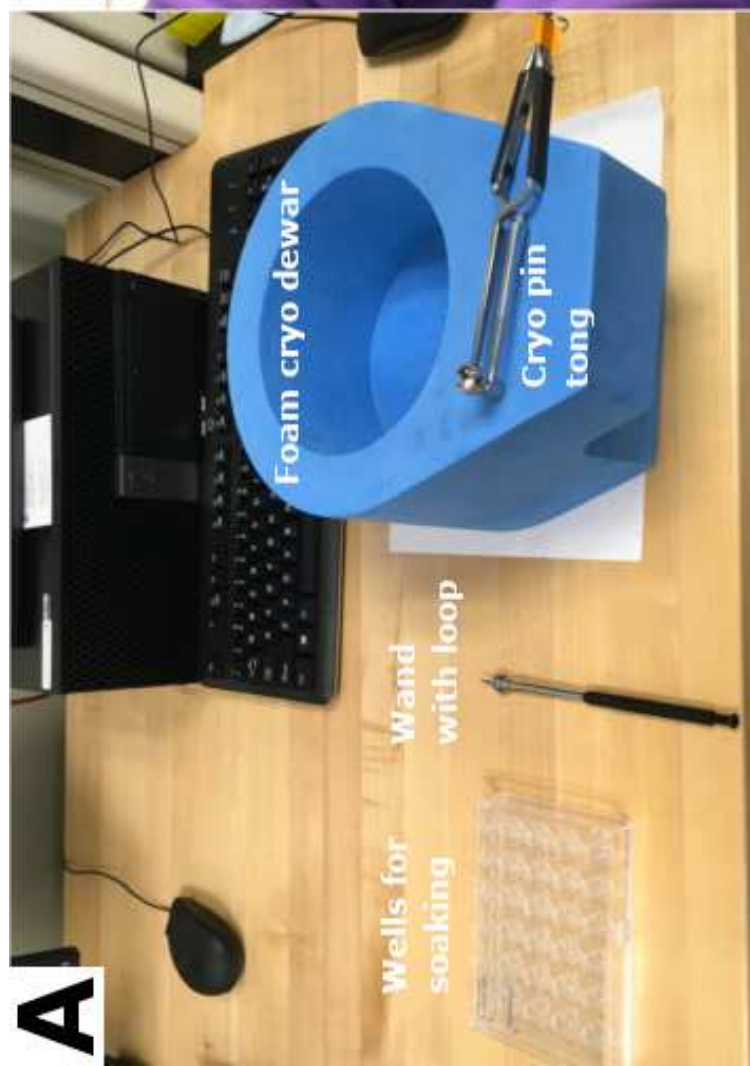 A
Wells for
soaking
Wand
with loop
Foam cryo dewar
Cryo pin
tong